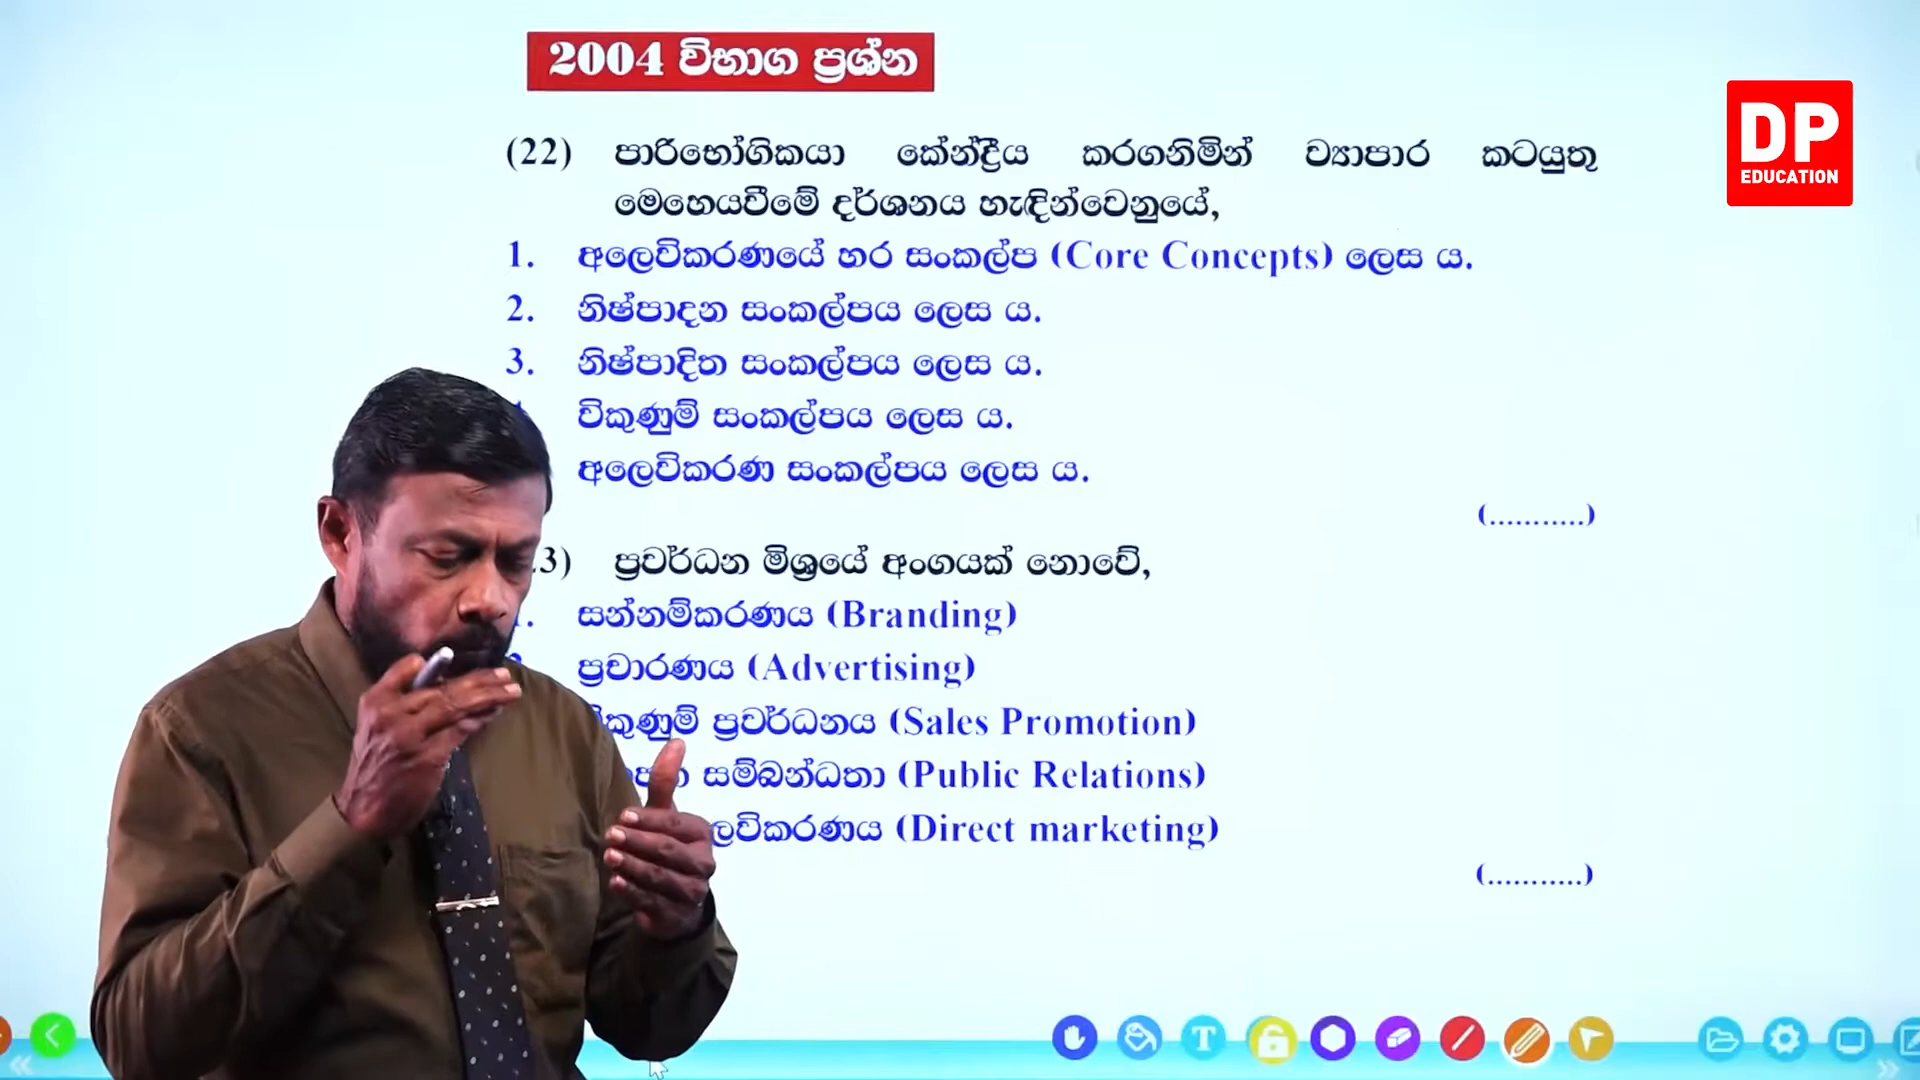 2004 විභාග ප්‍රශ්න
DP
EDUCATION
(22) පාරිභෝගිකයා කේන්ද්‍රීය කරගනිමින් ව්‍යාපාර කටයුතු
මෙහෙයවීමේ දර්ශනය හැඳින්වෙනුයේ,
1. අලෙවිකරණයේ හර සංකල්ප (Core Concepts) ලෙස ය.
2. නිෂ්පාදන සංකල්පය ලෙස ය.
3. නිෂ්පාදිත සංකල්පය ලෙස ය.
විකුණුම් සංකල්පය ලෙස ය.
අලෙවිකරණ සංකල්පය ලෙස ය.
(...........)
3) ප්‍රවර්ධන මිශ්‍රයේ අංගයක් නොවේ,
. සන්නම්කරණය (Branding)
ප්‍රචාරණය (Advertising)
ප්‍රවර්ධනය (Sales Promotion)
සම්බන්ධතා (Public Relations)
(Direct marketing)
(...........)